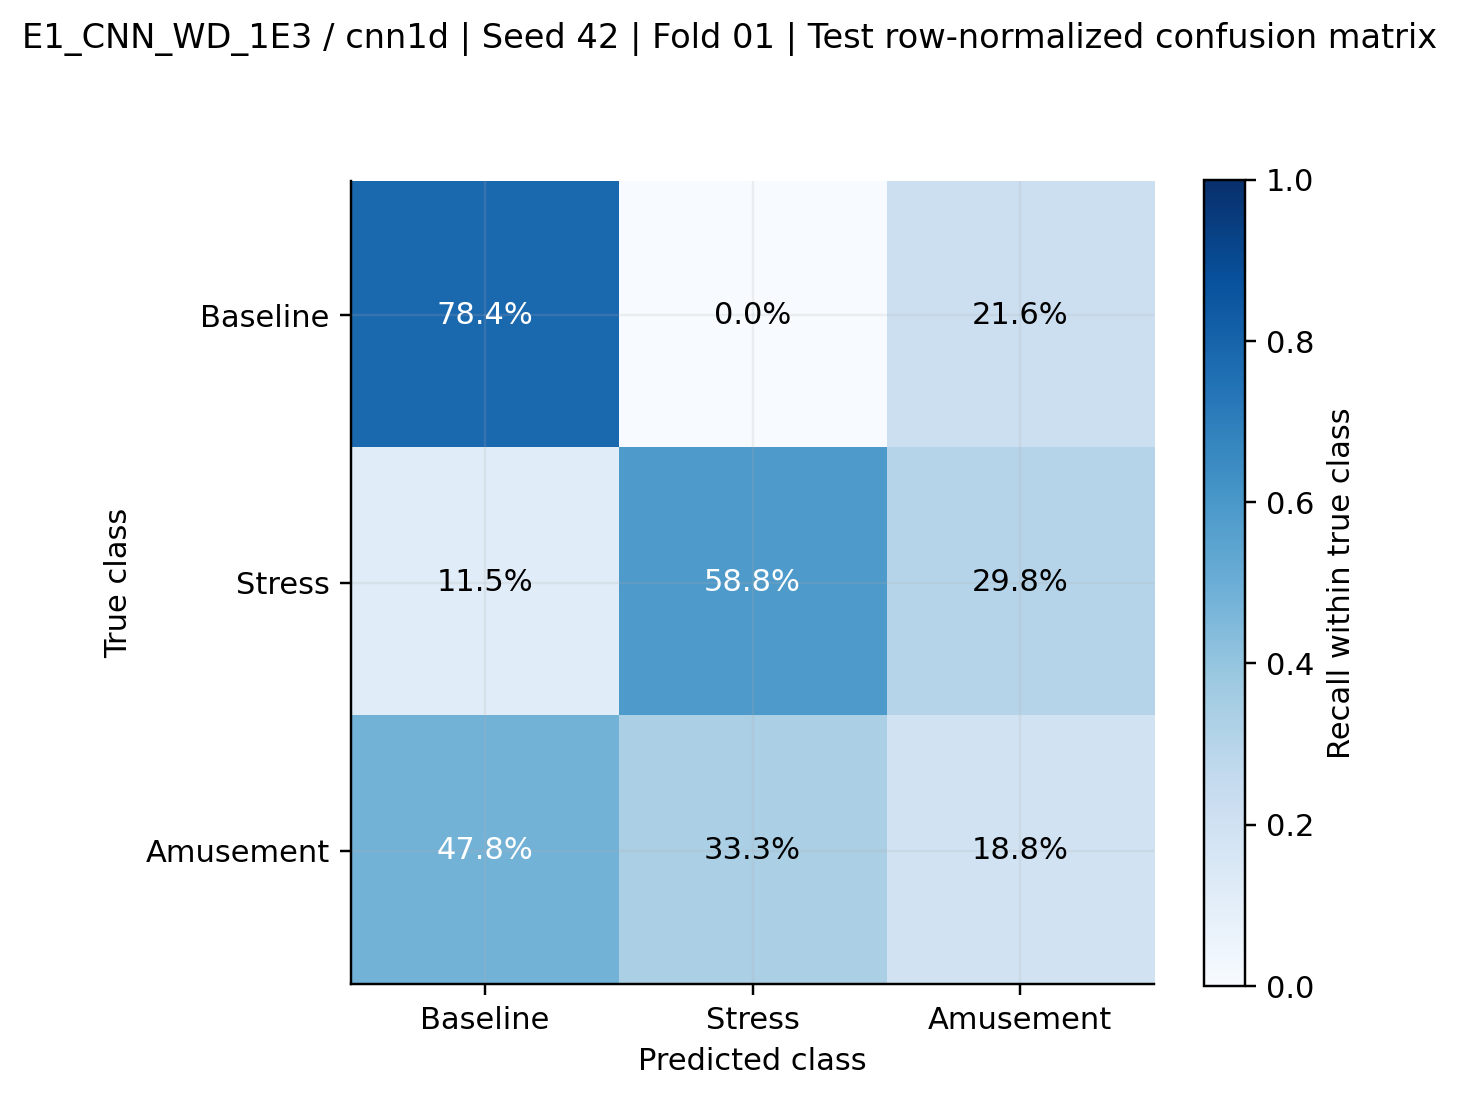 E1_CNN_WD_1E3 / cnn1d | Seed 42 | Fold 01 | Test row-normalized confusion matrix
Baseline 78.4% 0.0% 21.6%
Stress 11.5% 58.8% 29.8%
Amusement 47.8% 33.3% 18.8%
Baseline Stress Amusement
Predicted class
True class
1.0
0.8
0.6
0.4
0.2
0.0
Recall within true class